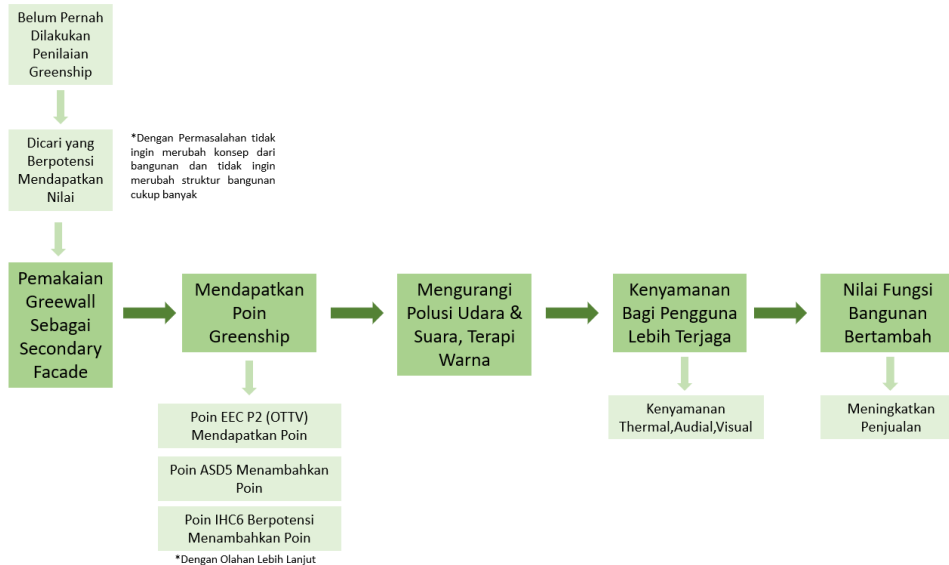 Belum Pernah
Dilakukan
Penilaian
Greenship
Dicari yang
Berpotensi
Mendapatkan
Nilai
*Dengan Permasalahan tidak
ingin merubah konsep dari
bangunan dan tidak ingin
merubah struktur bangunan
cukup banyak
Pemakaian
Greewall
Sebagai
Secondary
Facade
Mendapatkan
Poin
Greenship
Mengurangi
Polusi Udara &
Suara, Terapi
Warna
Kenyamanan
Bagi Pengguna
Lebih Terjaga
Nilai Fungsi
Bangunan
Bertambah
Poin EEC P2 (OTTV)
Mendapatkan Poin
Poin ASD5 Menambahkan
Poin
Poin IHC6 Berpotensi
Menambahkan Poin
*Dengan Olahan Lebih Lanjut
Kenyamanan
Thermal,Audial,Visual
Meningkatkan
Penjualan